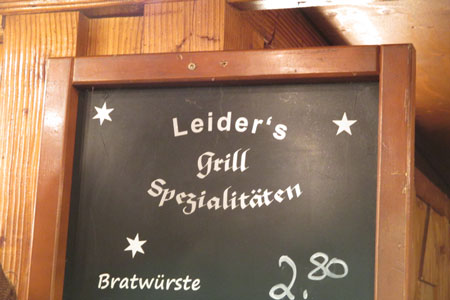 Leider's
Grill
Spezialitäten
Bratwürste 2,80